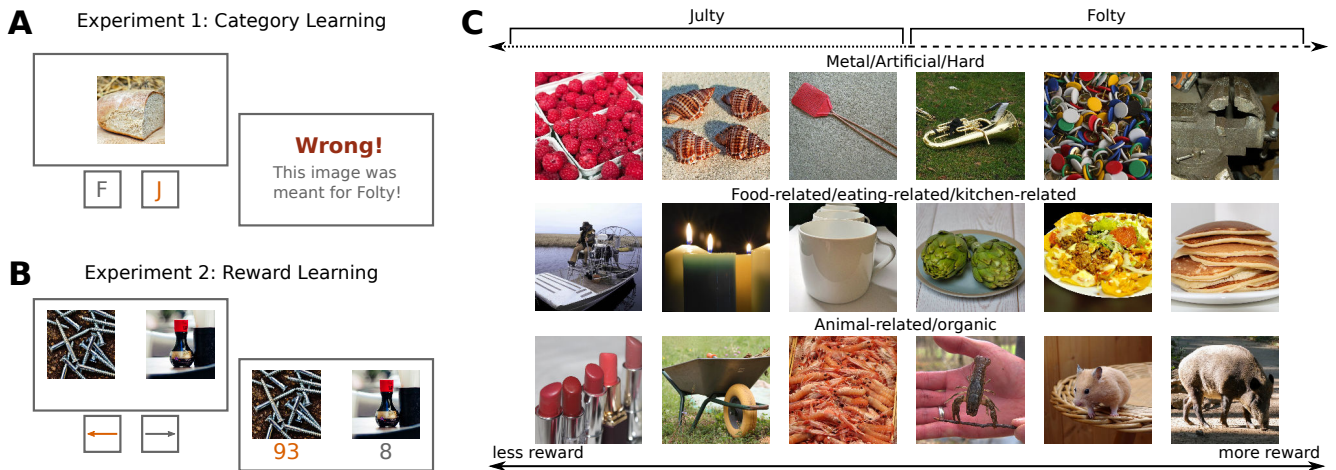 A
Experiment 1: Category Learning
F
J
Wrong!
This image was
meant for Folty!
B
Experiment 2: Reward Learning
93
8
C
Julty
Folty
Metal/Artificial/Hard
Food-related/eating-related/kitchen-related
Animal-related/organic
less reward
more reward